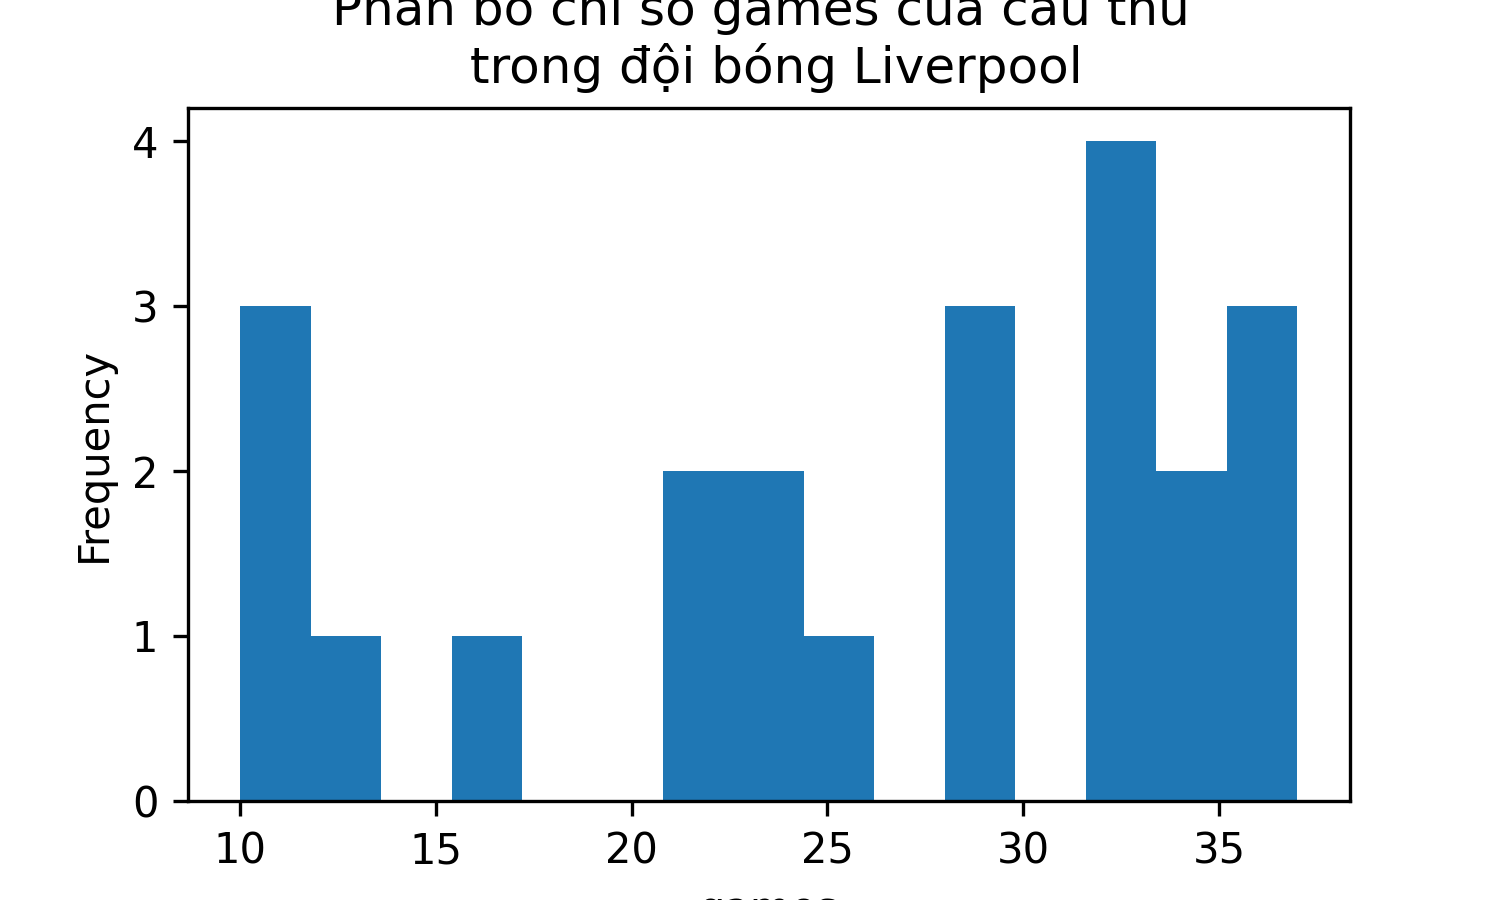 Phân bố chỉ số games của cầu thủ
trong đội bóng Liverpool
Frequency
4
3
2
1
0
10 15 20 25 30 35
games